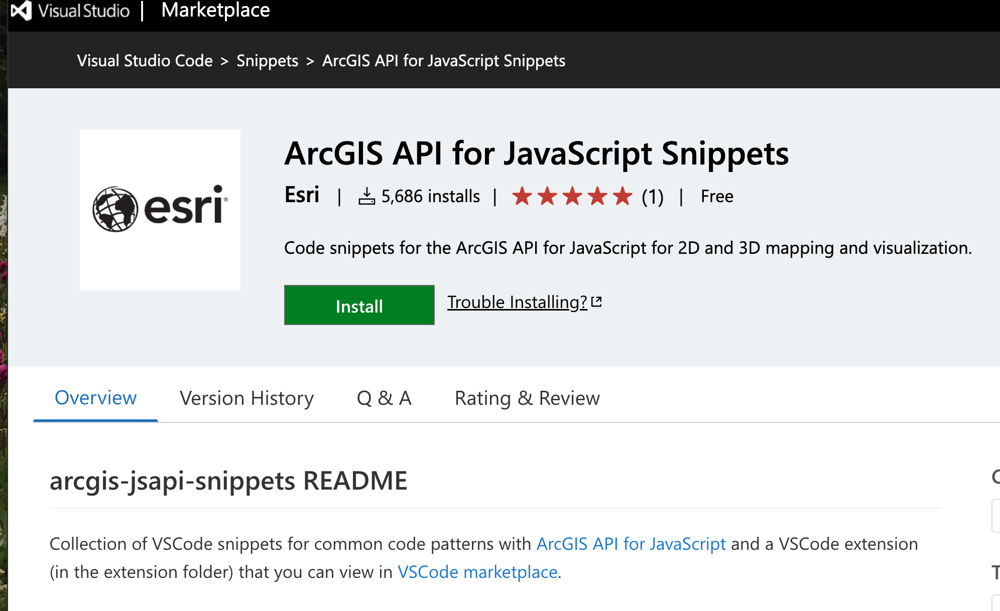 Visual Studio | Marketplace
Visual Studio Code > Snippets > ArcGIS API for JavaScript Snippets
esri®
ArcGIS API for JavaScript Snippets
Esri | 5,686 installs | (1) | Free
Code snippets for the ArcGIS API for JavaScript for 2D and 3D mapping and visualization.
Install Trouble Installing?
Overview Version History Q & A Rating & Review
arcgis-jsapi-snippets README
Collection of VSCode snippets for common code patterns with ArcGIS API for JavaScript and a VSCode extension
(in the extension folder) that you can view in VSCode marketplace.